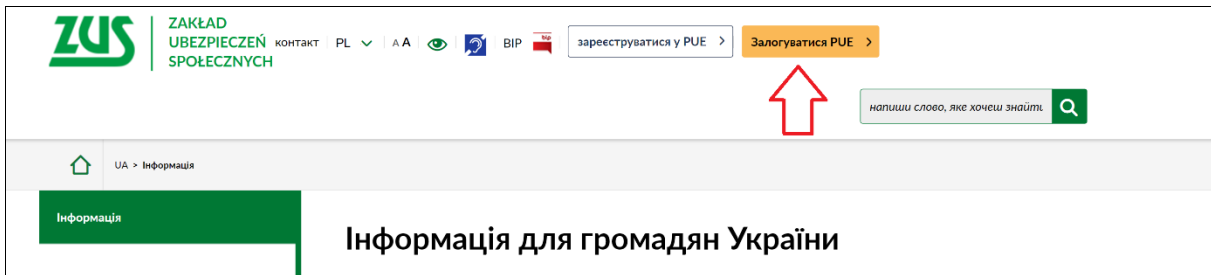 ZUS
ZAKŁAD
UBEZPIECZEŃ
SPOŁECZNYCH
контакт PL A A BIP bip зареєструватися у PUE > Залогуватися PUE >
напиши слово, яке хочеш знайти
UA > Інформація
Інформація
Інформація для громадян України